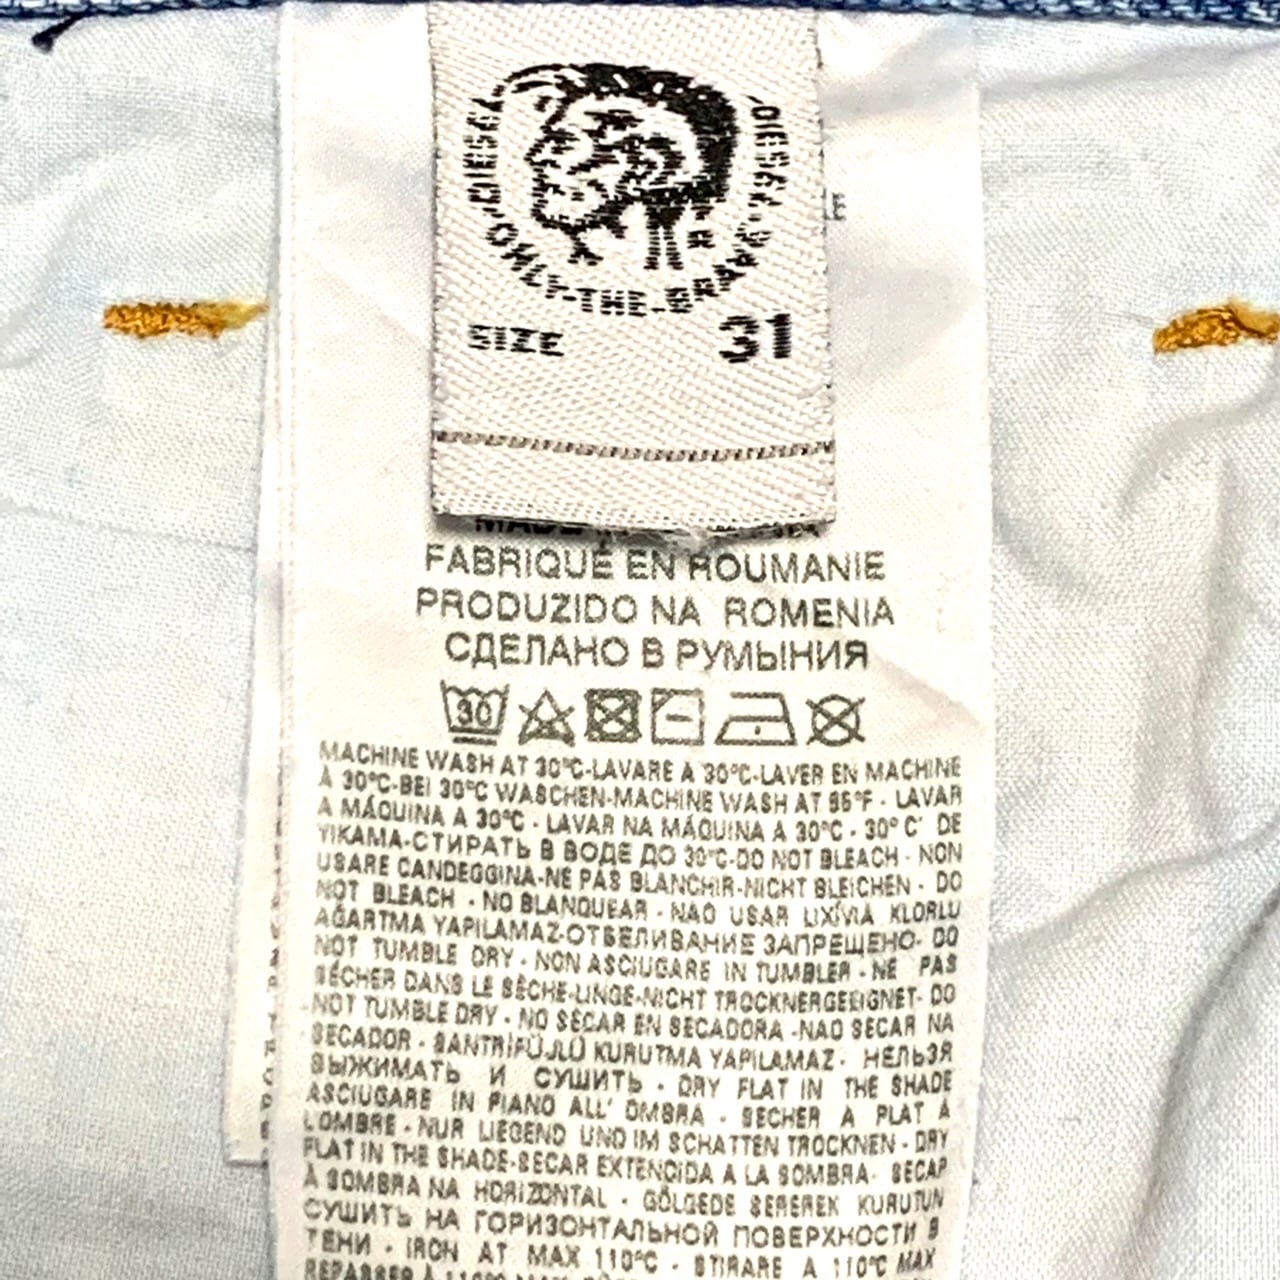 DIESEL
ONLY-THE-BRAVE
SIZE 31
FABRIQUÉ EN ROUMANIE
PRODUZIDO NA ROMENIA
СДЕЛАНО В РУМЫНИЯ
30
MACHINE WASH AT 30°C-LAVARE A 30°C-LAVER EN MACHINE
À 30°C-BEI 30°C WASCHEN-MACHINE WASH AT 86°F - LAVAR
A MÁQUINA A 30°C - LAVAR NA MÁQUINA A 30°C - 30° C' DE
YIKAMA-СТИРАТЬ В ВОДЕ ДО 30°C-DO NOT BLEACH - NON
USARE CANDEGGINA-NE PAS BLANCHIR-NICHT BLEICHEN - DO
NOT BLEACH - NO BLANQUEAR - NAO USAR LIXÍVIA KLORLU
AĞARTMA YAPILAMAZ-ОТБЕЛИВАНИЕ ЗАПРЕЩЕНО- DO
NOT TUMBLE DRY - NON ASCIUGARE IN TUMBLER - NE PAS
SÉCHER DANS LE SÈCHE-LINGE-NICHT TROCKNERGEEIGNET- DO
NOT TUMBLE DRY - NO SECAR EN SECADORA -NAO SECAR NA
SECADOR - SANTRİFÜJLÜ KURUTMA YAPILAMAZ - НЕЛЬЗЯ
ВЫЖИМАТЬ И СУШИТЬ - DRY FLAT IN THE SHADE
ASCIUGARE IN PIANO ALL' OMBRA - SECHER A PLAT A
L'OMBRE - NUR LIEGEND UND IM SCHATTEN TROCKNEN - DRY
FLAT IN THE SHADE-SECAR EXTENDIDA A LA SOMBRA- SECAR
À SOMBRA NA HORIZONTAL - GÖLGEDE SEREREK KURUTUN
СУШИТЬ НА ГОРИЗОНТАЛЬНОЙ ПОВЕРХНОСТИ В
ТЕНИ - IRON AT MAX 110°C - STIRARE A 110°C MAX
REPASSER À 110°C MAX